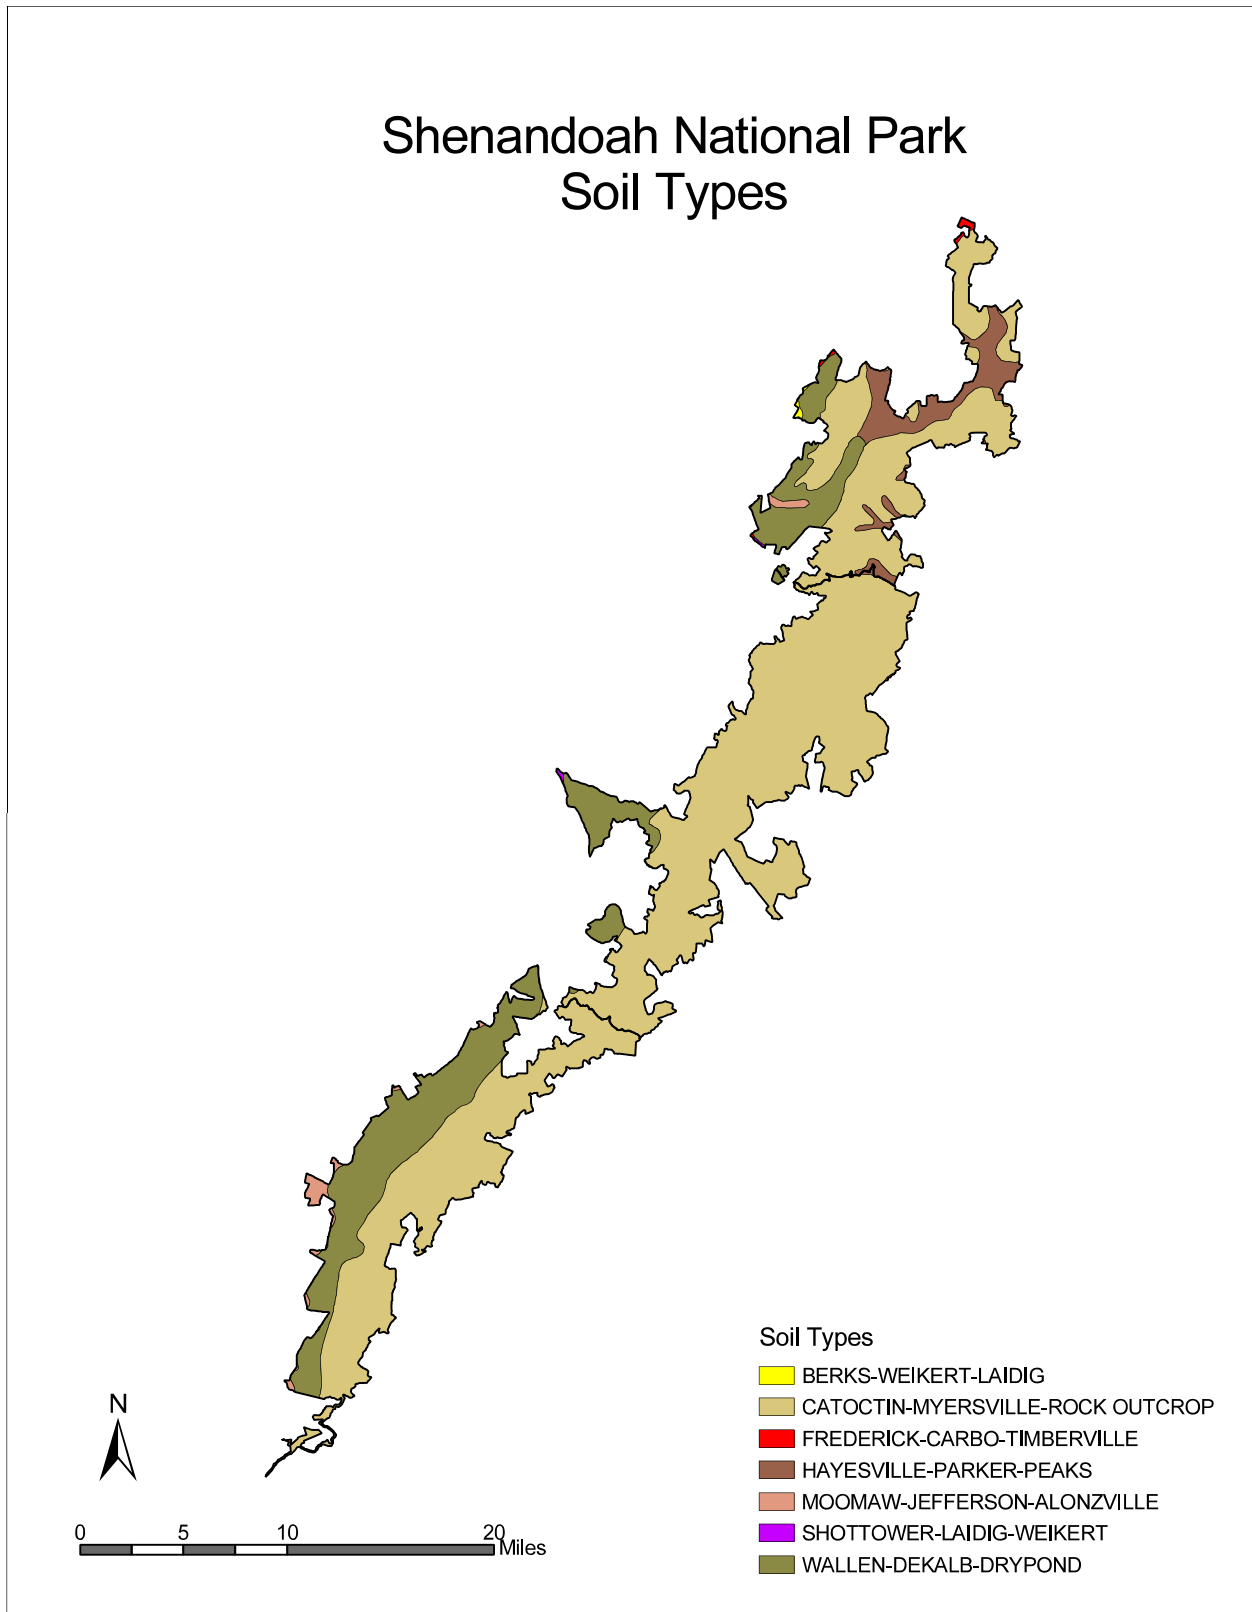 Shenandoah National Park
Soil Types
Soil Types
BERKS-WEIKERT-LAIDIG
CATOCTIN-MYERSVILLE-ROCK OUTCROP
FREDERICK-CARBO-TIMBERVILLE
HAYESVILLE-PARKER-PEAKS
MOOMAW-JEFFERSON-ALONZVILLE
SHOTTOWER-LAIDIG-WEIKERT
WALLEN-DEKALB-DRYPOND
N
0 5 10 20
Miles